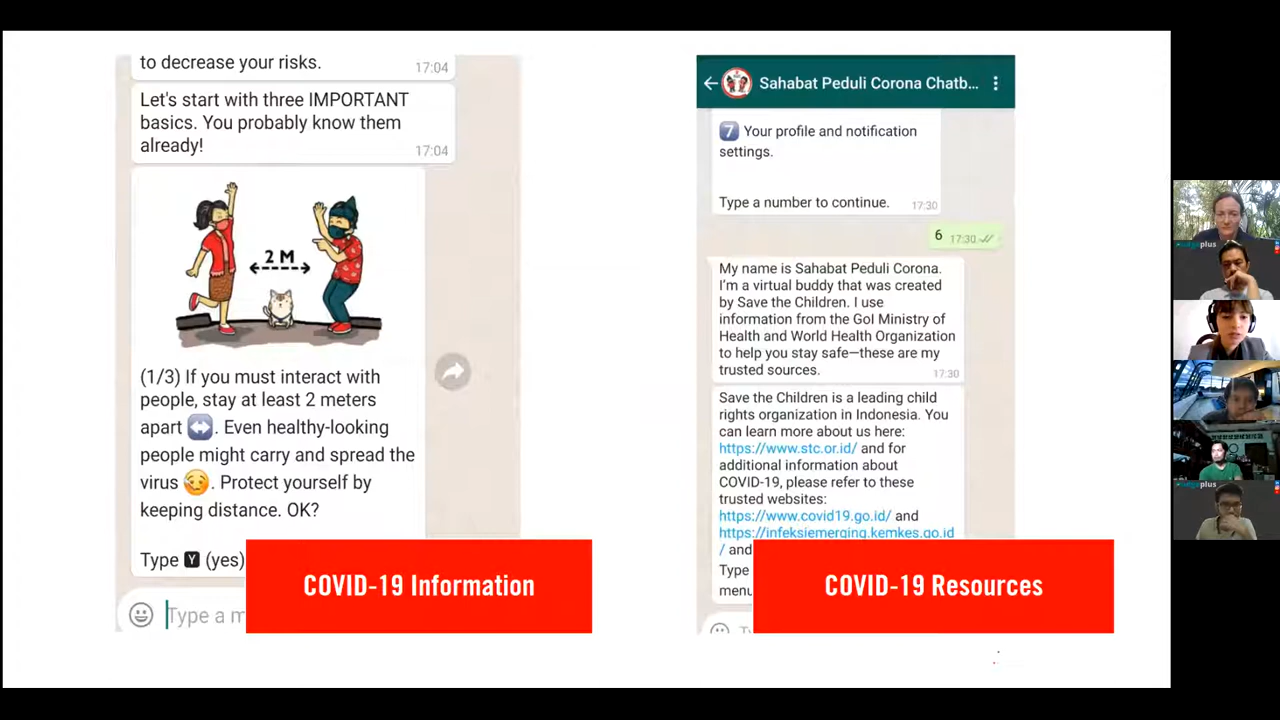 to decrease your risks.
17:04
Let's start with three IMPORTANT
basics. You probably know them
already!
17:04
2 M
(1/3) If you must interact with
people, stay at least 2 meters
apart ↔️. Even healthy-looking
people might carry and spread the
virus 🤒. Protect yourself by
keeping distance. OK?
Type Y (yes)
Type a m
COVID-19 Information
Sahabat Peduli Corona Chatb...
7 Your profile and notification
settings.
Type a number to continue.
17:30
6 17:30
My name is Sahabat Peduli Corona.
I'm a virtual buddy that was created
by Save the Children. I use
information from the GoI Ministry of
Health and World Health Organization
to help you stay safe—these are my
trusted sources.
17:30
Save the Children is a leading child
rights organization in Indonesia. You
can learn more about us here:
https://www.stc.or.id/ and for
additional information about
COVID-19, please refer to these
trusted websites:
https://www.covid19.go.id/ and
https://infeksiemerging.kemkes.go.id
/ and
Type
menu
COVID-19 Resources
plus
plus